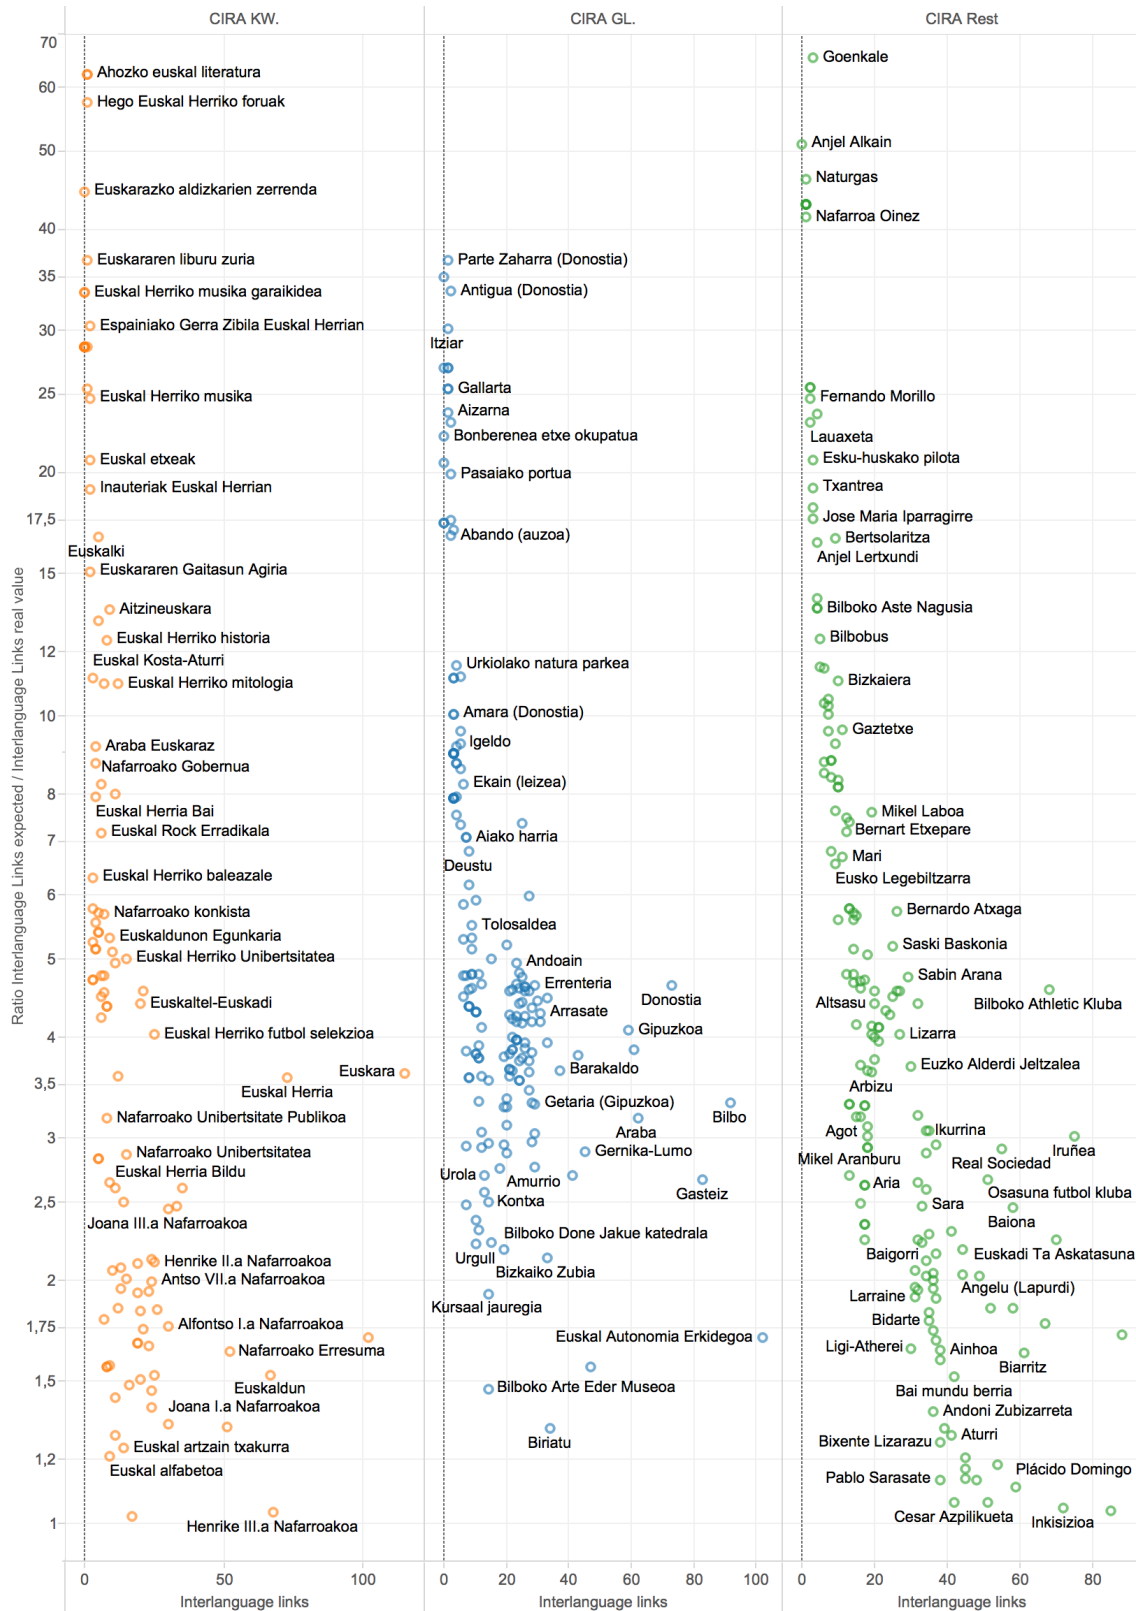 CIRA KW.
CIRA GL.
CIRA Rest
Ratio Interlanguage Links expected / Interlanguage Links real value
70
60
50
40
35
30
25
20
17,5
15
12
10
8
7
6
5
4
3,5
3
2,5
2
1,75
1,5
1,2
1
Ahozko euskal literatura
Hego Euskal Herriko foruak
Euskarazko aldizkarien zerrenda
Euskararen liburu zuria
Euskal Herriko musika garaikidea
Espainiako Gerra Zibila Euskal Herrian
Euskal Herriko musika
Euskal etxeak
Inauteriak Euskal Herrian
Euskalki
Euskararen Gaitasun Agiria
Aitzineuskara
Euskal Herriko historia
Euskal Kosta-Aturri
Euskal Herriko mitologia
Araba Euskaraz
Nafarroako Gobernua
Euskal Herria Bai
Euskal Rock Erradikala
Euskal Herriko baleazale
Nafarroako konkista
Euskaldunon Egunkaria
Euskal Herriko Unibertsitatea
Euskaltel-Euskadi
Euskal Herriko futbol selekzioa
Euskara
Euskal Herria
Nafarroako Unibertsitate Publikoa
Nafarroako Unibertsitatea
Euskal Herria Bildu
Joana III.a Nafarroakoa
Henrike II.a Nafarroakoa
Antso VII.a Nafarroakoa
Alfontso I.a Nafarroakoa
Nafarroako Erresuma
Euskaldun
Joana I.a Nafarroakoa
Euskal artzain txakurra
Euskal alfabetoa
Henrike III.a Nafarroakoa
Parte Zaharra (Donostia)
Antigua (Donostia)
Itziar
Gallarta
Aizarna
Bonberenea etxe okupatua
Pasaiako portua
Abando (auzoa)
Urkiolako natura parkea
Amara (Donostia)
Igeldo
Ekain (leizea)
Aiako harria
Deustu
Tolosaldea
Andoain
Errenteria
Donostia
Arrasate
Gipuzkoa
Barakaldo
Getaria (Gipuzkoa)
Bilbo
Araba
Gernika-Lumo
Urola
Amurrio
Gasteiz
Kontxa
Bilboko Done Jakue katedrala
Urgull
Bizkaiko Zubia
Kursaal jauregia
Euskal Autonomia Erkidegoa
Bilboko Arte Eder Museoa
Biriatu
Goenkale
Anjel Alkain
Naturgas
Nafarroa Oinez
Fernando Morillo
Lauaxeta
Esku-huskako pilota
Txantrea
Jose Maria Iparragirre
Bertsolaritza
Anjel Lertxundi
Bilboko Aste Nagusia
Bilbobus
Bizkaiera
Gaztetxe
Mikel Laboa
Bernart Etxepare
Mari
Eusko Legebiltzarra
Bernardo Atxaga
Saski Baskonia
Sabin Arana
Altsasu
Bilboko Athletic Kluba
Lizarra
Euzko Alderdi Jeltzalea
Arbizu
Agot
Ikurrina
Iruñea
Mikel Aranburu
Real Sociedad
Aria
Osasuna futbol kluba
Sara
Baiona
Baigorri
Euskadi Ta Askatasuna
Angelu (Lapurdi)
Larraine
Bidarte
Ligi-Atherei
Ainhoa
Biarritz
Bai mundu berria
Andoni Zubizarreta
Aturri
Bixente Lizarazu
Plácido Domingo
Pablo Sarasate
Cesar Azpilikueta
Inkisizioa
0
50
100
0
20
40
60
80
100
0
20
40
60
80
Interlanguage links
Interlanguage links
Interlanguage links